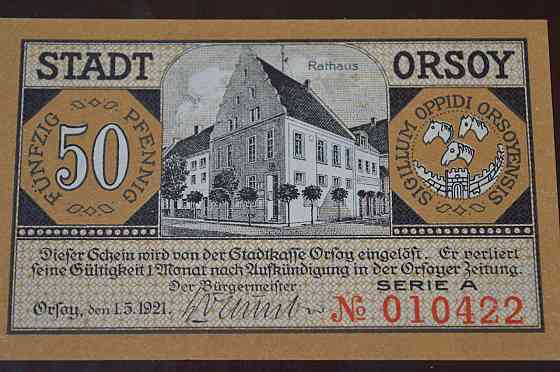 STADT ORSOY
Rathaus
FÜNFZIG PFENNIG
50
SIGILLUM OPPIDI ORSOYENSIS
Dieser Schein wird von der Stadtkasse Orsoy eingelöst. Er verliert
seine Gültigkeit 1 Monat nach Aufkündigung in der Orsoyer Zeitung.
Der Bürgermeister
SERIE A
Orsoy, den 1.5.1921.
№ 010422